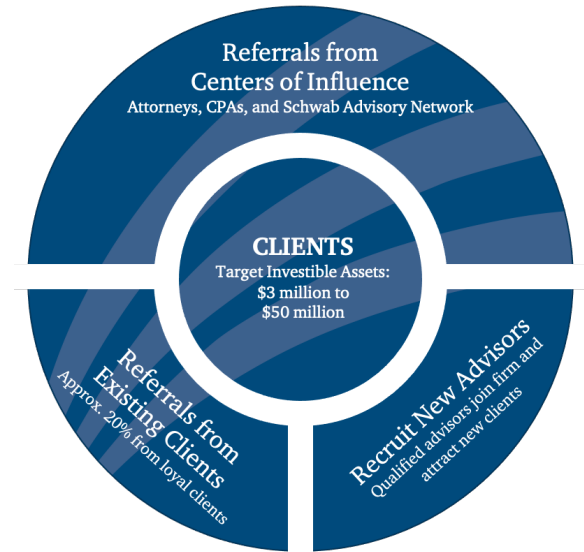 Referrals from
Centers of Influence
Attorneys, CPAs, and Schwab Advisory Network
CLIENTS
Target Investible Assets:
$3 million to
$50 million
Referrals from
Existing Clients
Approx. 20% from loyal clients
Recruit New Advisors
Qualified advisors join firm and
attract new clients